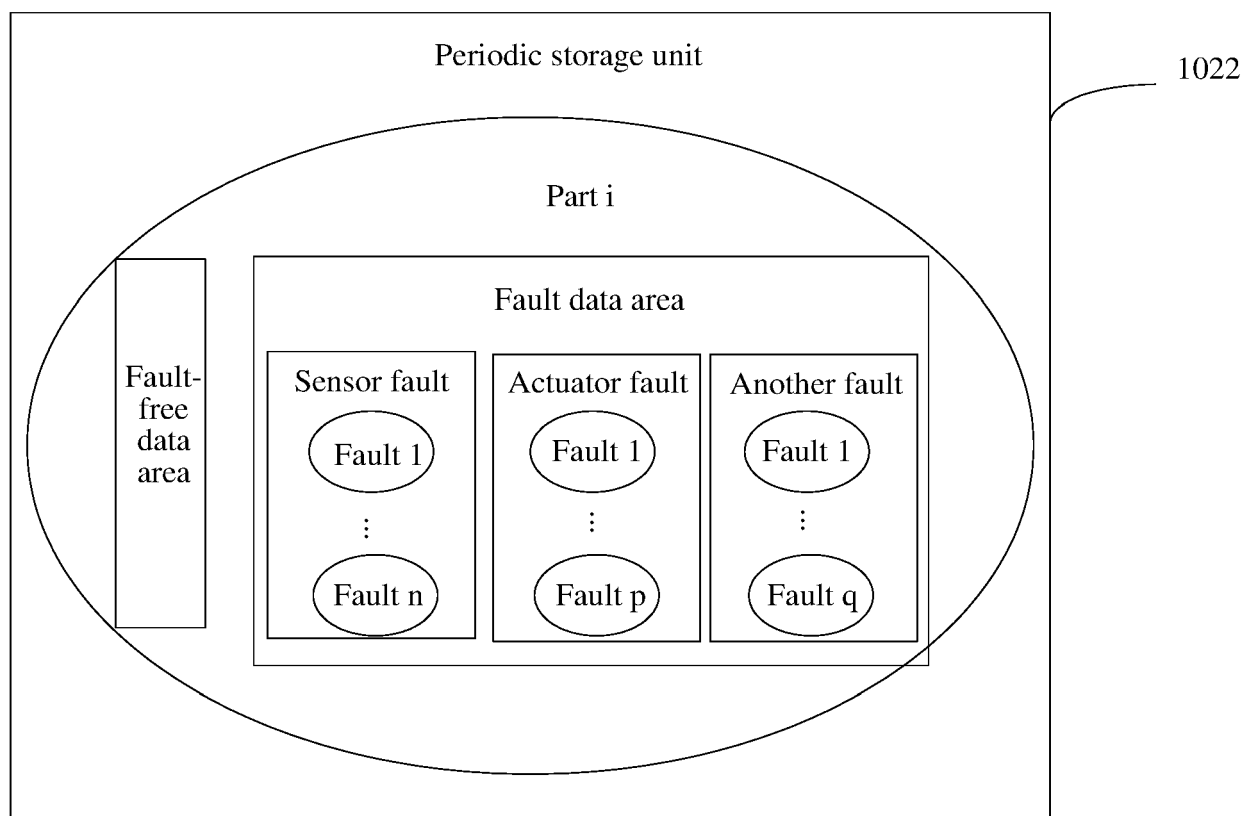 Periodic storage unit
1022
Part i
Fault-
free
data
area
Fault data area
Sensor fault
Fault 1
⋮
Fault n
Actuator fault
Fault 1
⋮
Fault p
Another fault
Fault 1
⋮
Fault q